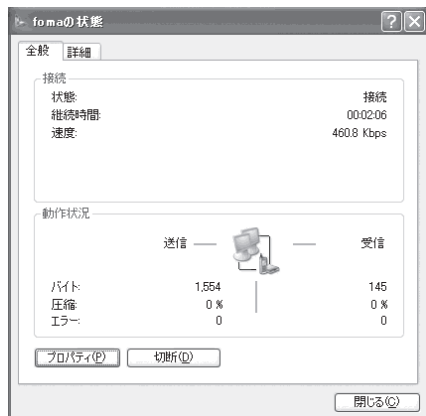 fomaの状態
全般 詳細
接続
状態: 接続
継続時間: 00:02:06
速度: 460.8 Kbps
動作状況
送信 受信
バイト: 1,554 145
圧縮: 0 % 0 %
エラー: 0 0
プロパティ(P) 切断(D)
閉じる(C)